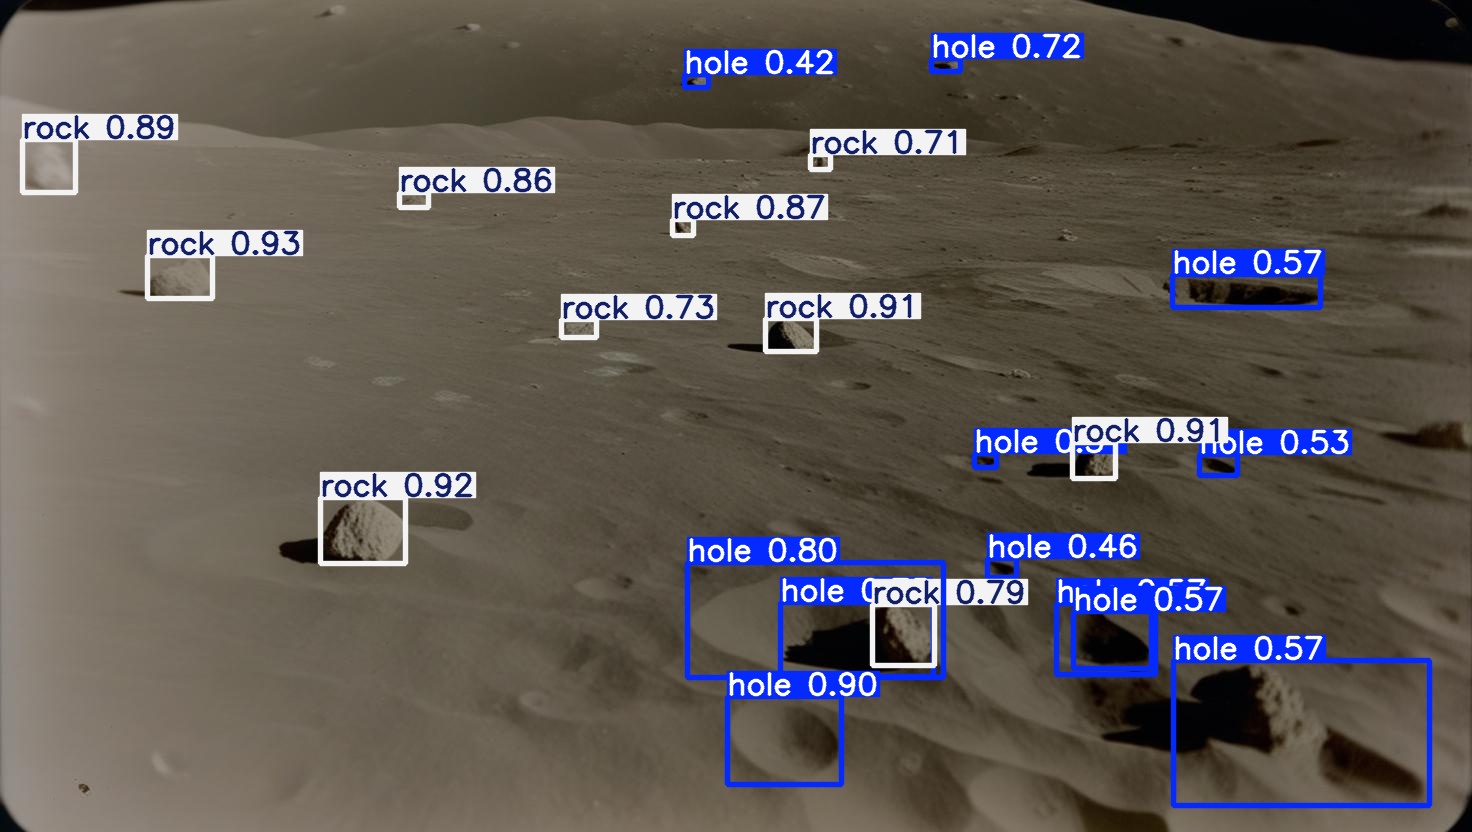 hole 0.42
hole 0.72
rock 0.89
rock 0.71
rock 0.86
rock 0.87
rock 0.93
hole 0.57
rock 0.73
rock 0.91
hole
rock 0.91
hole 0.53
rock 0.92
hole 0.80
hole 0.46
hole
rock 0.79
hole 0.57
hole 0.57
hole 0.90